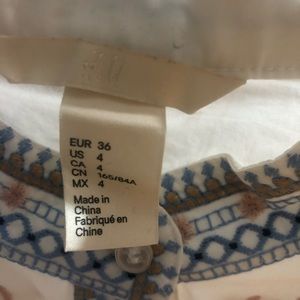 EUR 36
US 4
CA 4
CN 165/84A
MX 4
Made in
China
Fabriqué en
Chine